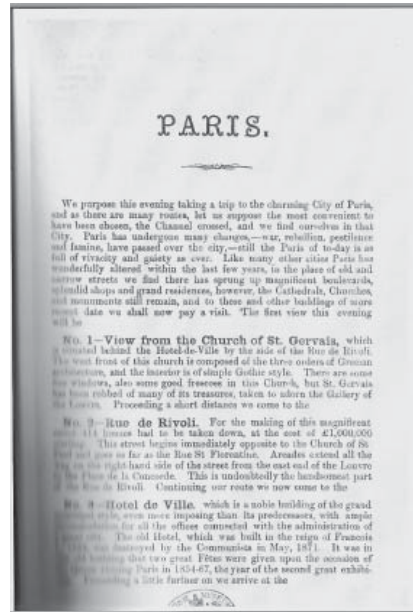 PARIS.
We purpose this evening taking a trip to the charming City of Paris,
and as there are many routes, let us suppose the most convenient to
have been chosen, the Channel crossed, and we find ourselves in that
City. Paris has undergone many changes,—war, rebellion, pestilence
and famine, have passed over the city,—still the Paris of to-day is as
full of vivacity and gaiety as ever. Like many other cities Paris has
wonderfully altered within the last few years, in the place of old and
narrow streets we find there has sprung up magnificent boulevards,
splendid shops and grand residences, however, the Cathedrals, Churches,
and monuments still remain, and to these and other buildings of more
recent date we shall now pay a visit. The first view this evening
will be
No. 1—View from the Church of St. Gervais, which
is situated behind the Hotel-de-Ville by the side of the Rue de Rivoli.
The west front of this church is composed of the three orders of Grecian
architecture, and the interior is of simple Gothic style. There are some
fine windows, also some good frescoes in this Church, but St. Gervais
has been robbed of many of its treasures, taken to adorn the Gallery of
the Louvre. Proceeding a short distance we come to the
No. 2—Rue de Rivoli. For the making of this magnificent
houses had to be taken down, at the cost of £1,000,000
This street begins immediately opposite to the Church of St.
and goes as far as the Rue St Florentine. Arcades extend all the
way on the right hand side of the street from the east end of the Louvre
to the Place de la Concorde. This is undoubtedly the handsomest part
of the Rue de Rivoli. Continuing our route we now come to the
No. 3—Hotel de Ville, which is a noble building of the grand
style, even more imposing than its predecessors, with ample
for all the offices connected with the administration of
The old Hotel, which was built in the reign of Francois
was destroyed by the Communists in May, 1871. It was in
that two great Fêtes were given upon the occasion of
Paris in 1854-67, the year of the second great exhibi-
a little further on we arrive at the